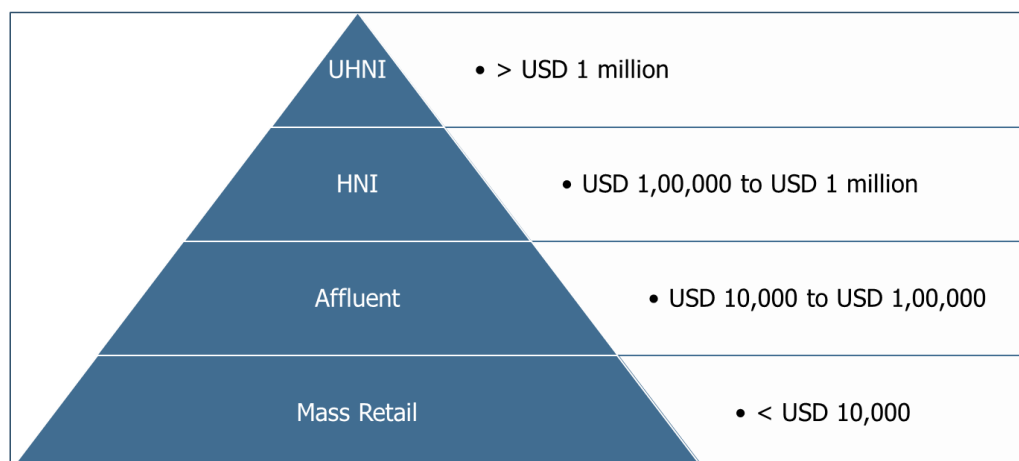 UHNI
• > USD 1 million
HNI
• USD 1,00,000 to USD 1 million
Affluent
• USD 10,000 to USD 1,00,000
Mass Retail
• < USD 10,000